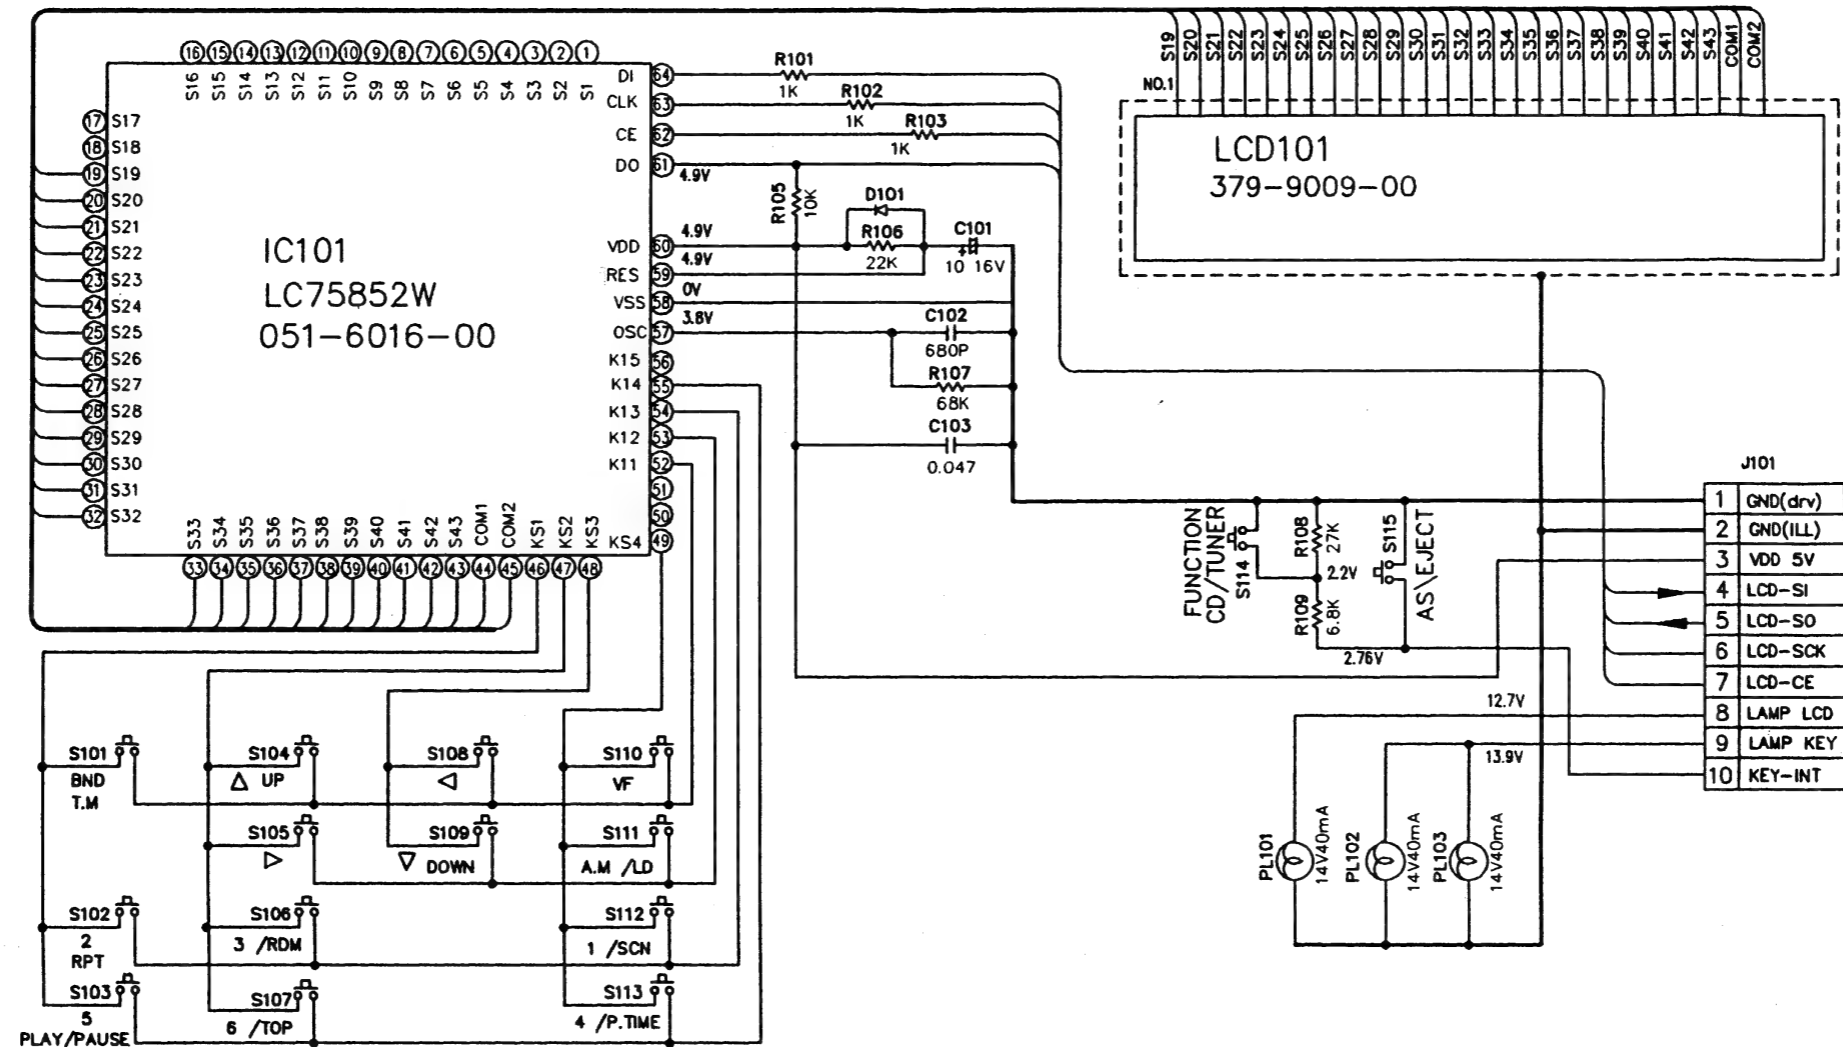 16 15 14 13 12 11 10 9 8 7 6 5 4 3 2 1
S16 S15 S14 S13 S12 S11 S10 S9 S8 S7 S6 S5 S4 S3 S2 S1
17 S17
18 S18
19 S19
20 S20
21 S21
22 S22
23 S23
24 S24
25 S25
26 S26
27 S27
28 S28
29 S29
30 S30
31 S31
32 S32
IC101
LC75852W
051-6016-00
DI 64
CLK 63
CE 62
DO 61
VDD 60
RES 59
VSS 58
OSC 57
K15 56
K14 55
K13 54
K12 53
K11 52
51
50
KS4 49
S33 S34 S35 S36 S37 S38 S39 S40 S41 S42 S43 COM1 COM2 KS1 KS2 KS3
33 34 35 36 37 38 39 40 41 42 43 44 45 46 47 48
4.9V
4.9V
4.9V
0V
3.8V
R101
1K
R102
1K
R103
1K
R105
10K
D101
R106
22K
C101
+
10 16V
C102
680P
R107
68K
C103
0.047
S19 S20 S21 S22 S23 S24 S25 S26 S27 S28 S29 S30 S31 S32 S33 S34 S35 S36 S37 S38 S39 S40 S41 S42 S43 COM1 COM2
NO.1
LCD101
379-9009-00
FUNCTION
CD/TUNER
S114
R108
27K
2.2V
R109
6.8K
2.76V
S115
AS\EJECT
J101
1 GND(drv)
2 GND(ILL)
3 VDD 5V
4 LCD-SI
5 LCD-SO
6 LCD-SCK
7 LCD-CE
8 LAMP LCD
9 LAMP KEY
10 KEY-INT
12.7V
13.9V
PL101
14V40mA
PL102
14V40mA
PL103
14V40mA
S101
BND
T.M
S104
UP
S108
S110
VF
S105
S109
DOWN
S111
A.M /LD
S102
2
RPT
S106
3 /RDM
S112
1 /SCN
S103
5
PLAY/PAUSE
S107
6 /TOP
S113
4 /P.TIME